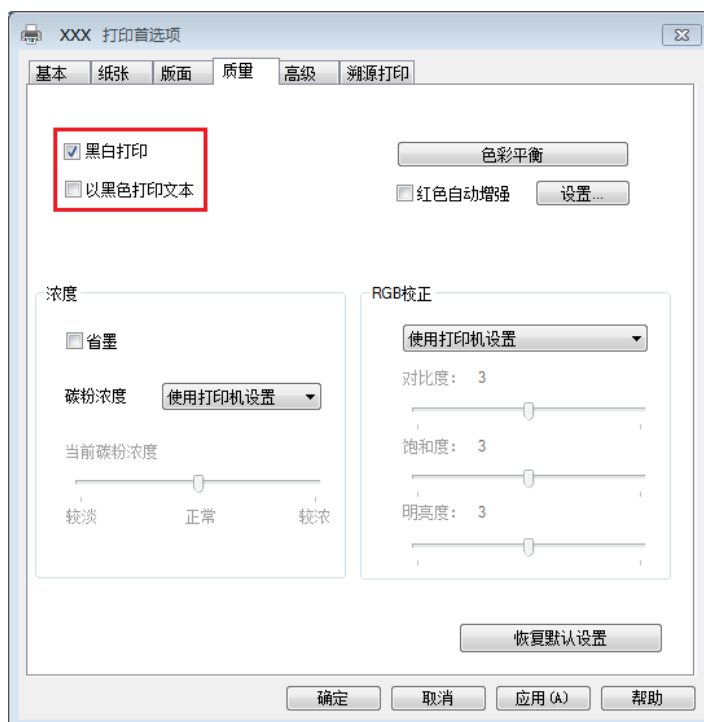 XXX 打印首选项
基本 纸张 版面 质量 高级 溯源打印
黑白打印
以黑色打印文本
色彩平衡
红色自动增强 设置...
浓度
省墨
碳粉浓度 使用打印机设置
当前碳粉浓度
较淡 正常 较浓
RGB校正
使用打印机设置
对比度： 3
饱和度： 3
明亮度： 3
恢复默认设置
确定 取消 应用(A) 帮助